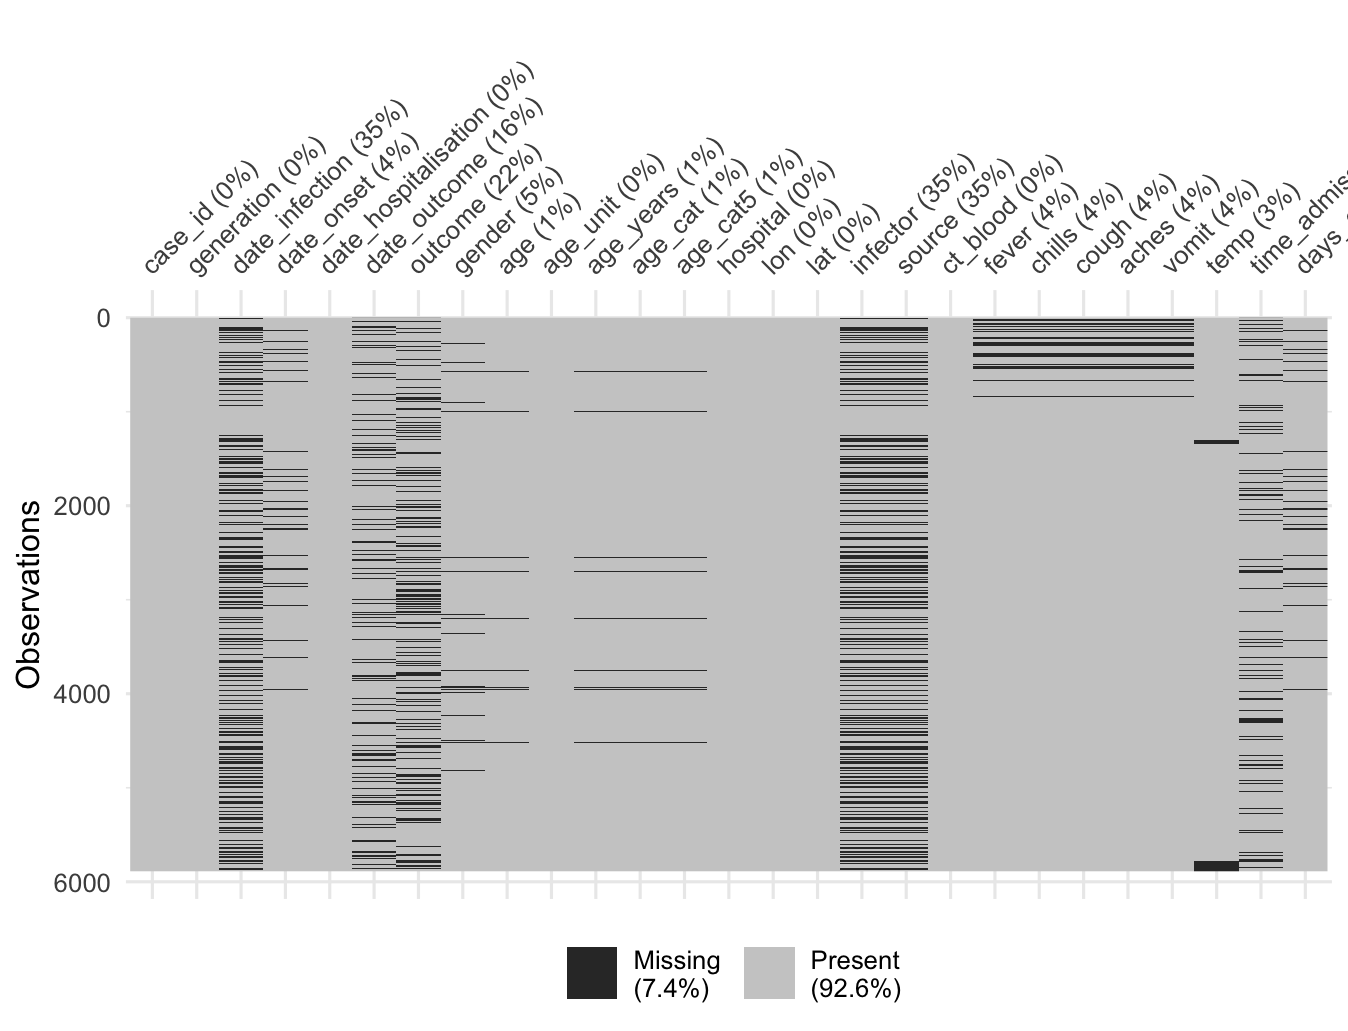 case_id (0%)
generation (0%)
date_infection (35%)
date_onset (4%)
date_hospitalisation (0%)
date_outcome (16%)
outcome (22%)
gender (5%)
age (1%)
age_unit (0%)
age_years (1%)
age_cat (1%)
age_cat5 (1%)
hospital (0%)
lon (0%)
lat (0%)
infector (35%)
source (35%)
ct_blood (0%)
fever (4%)
chills (4%)
cough (4%)
aches (4%)
vomit (4%)
temp (3%)
time_admiss
days_
Observations
0
2000
4000
6000
Missing
(7.4%)
Present
(92.6%)